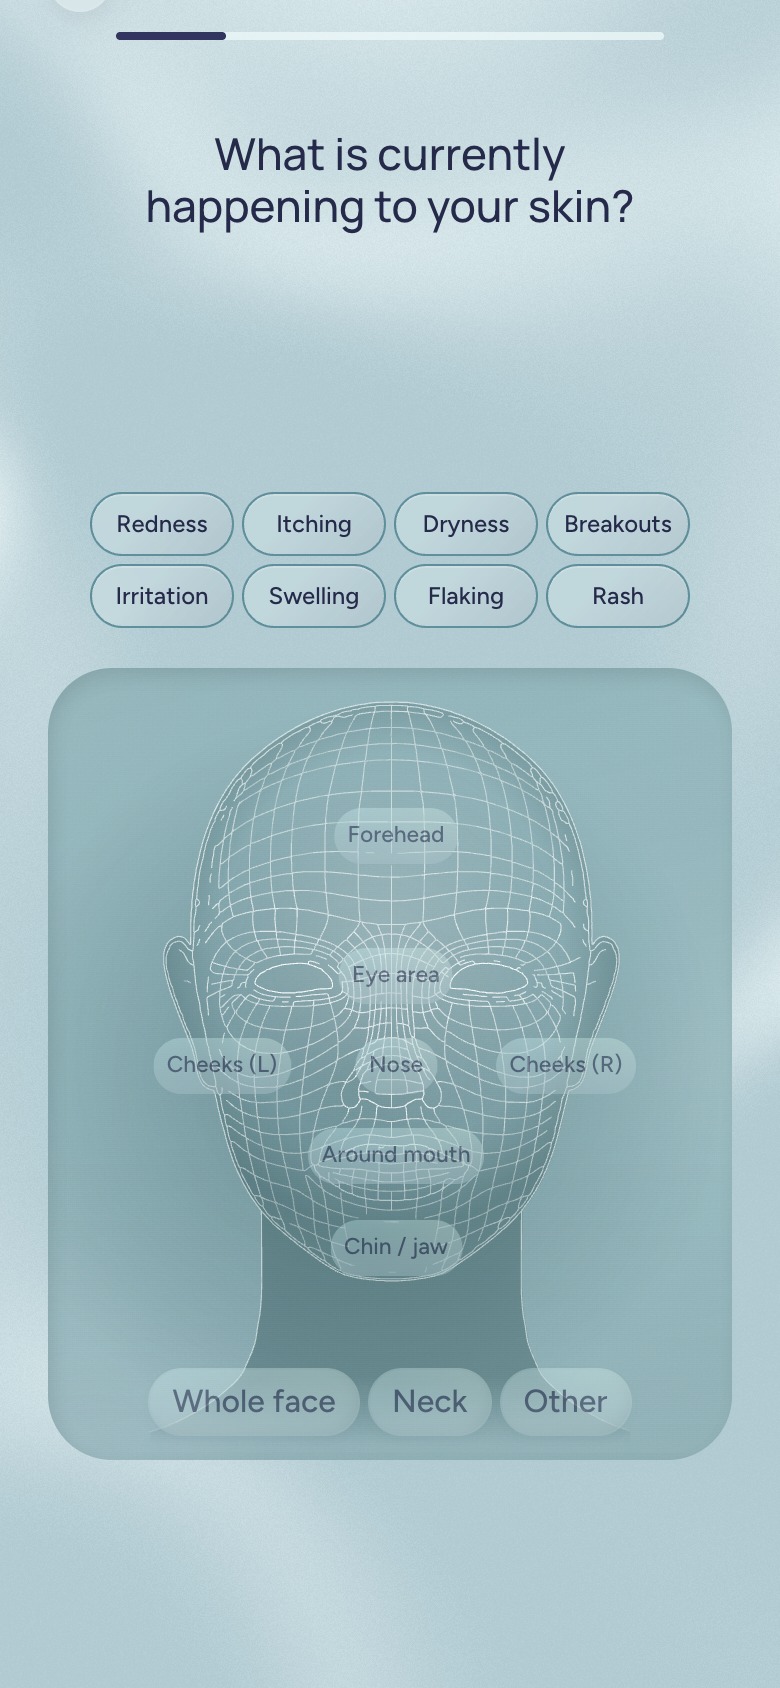 What is currently
happening to your skin?
Redness Itching Dryness Breakouts
Irritation Swelling Flaking Rash
Forehead
Eye area
Cheeks (L) Nose Cheeks (R)
Around mouth
Chin / jaw
Whole face Neck Other